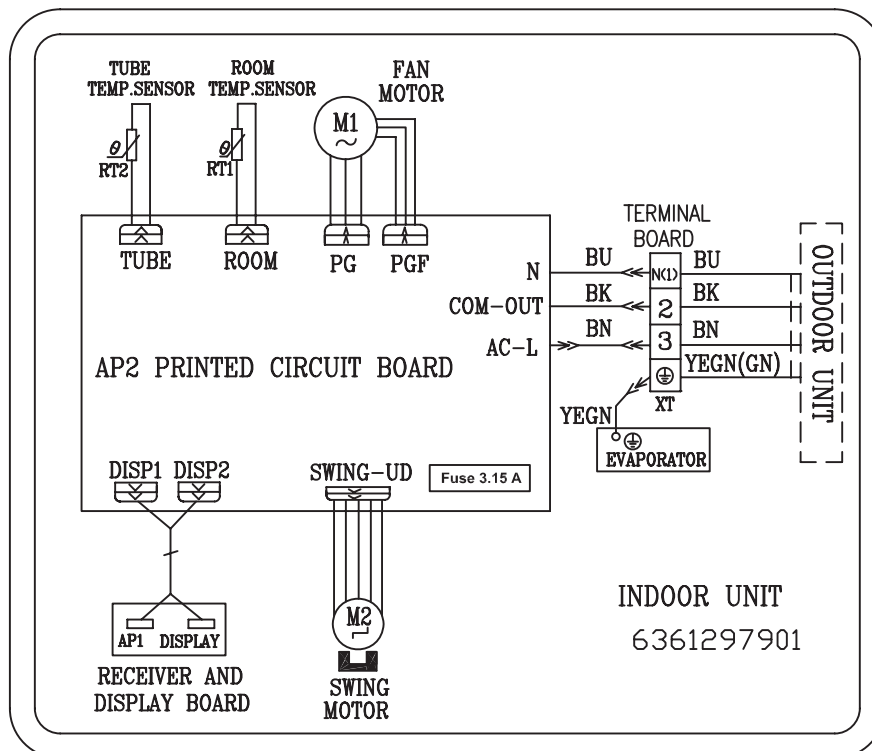 TUBE
TEMP.SENSOR
ROOM
TEMP.SENSOR
FAN
MOTOR
M1
θ
RT2
θ
RT1
TERMINAL
BOARD
TUBE
ROOM
PG
PGF
N
BU
N(1)
BU
COM-OUT
BK
2
BK
AC-L
BN
3
BN
YEGN(GN)
XT
OUTDOOR UNIT
AP2 PRINTED CIRCUIT BOARD
YEGN
EVAPORATOR
DISP1
DISP2
SWING-UD
Fuse 3.15 A
M2
AP1
DISPLAY
RECEIVER AND
DISPLAY BOARD
SWING
MOTOR
INDOOR UNIT
6361297901